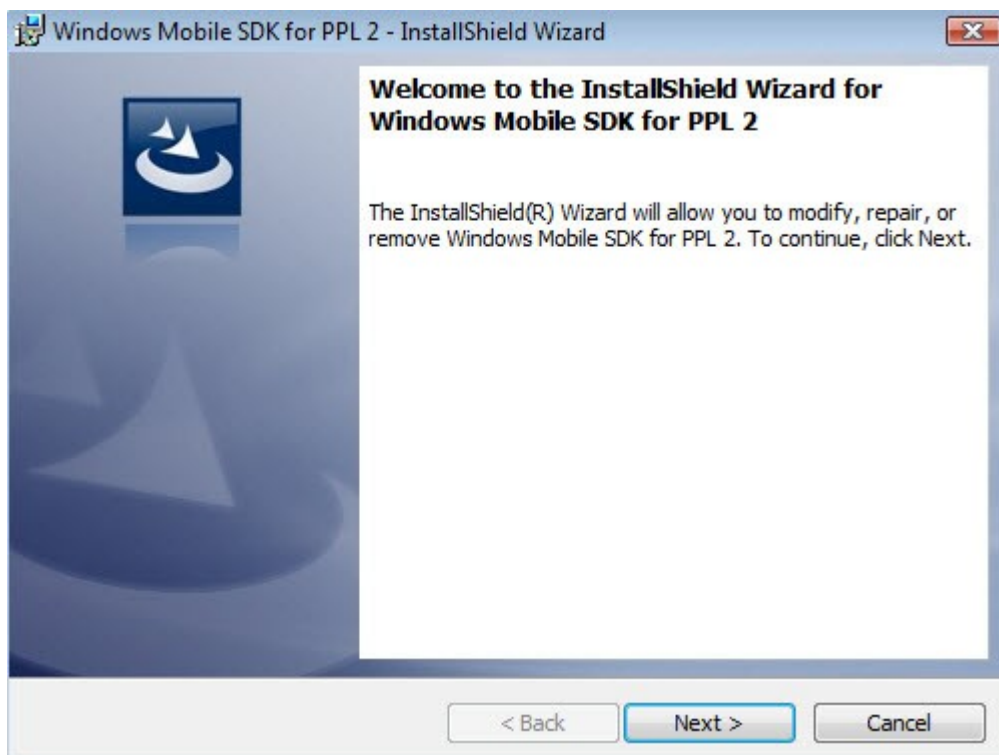 Windows Mobile SDK for PPL 2 - InstallShield Wizard
Welcome to the InstallShield Wizard for
Windows Mobile SDK for PPL 2
The InstallShield(R) Wizard will allow you to modify, repair, or
remove Windows Mobile SDK for PPL 2. To continue, click Next.
< Back Next > Cancel